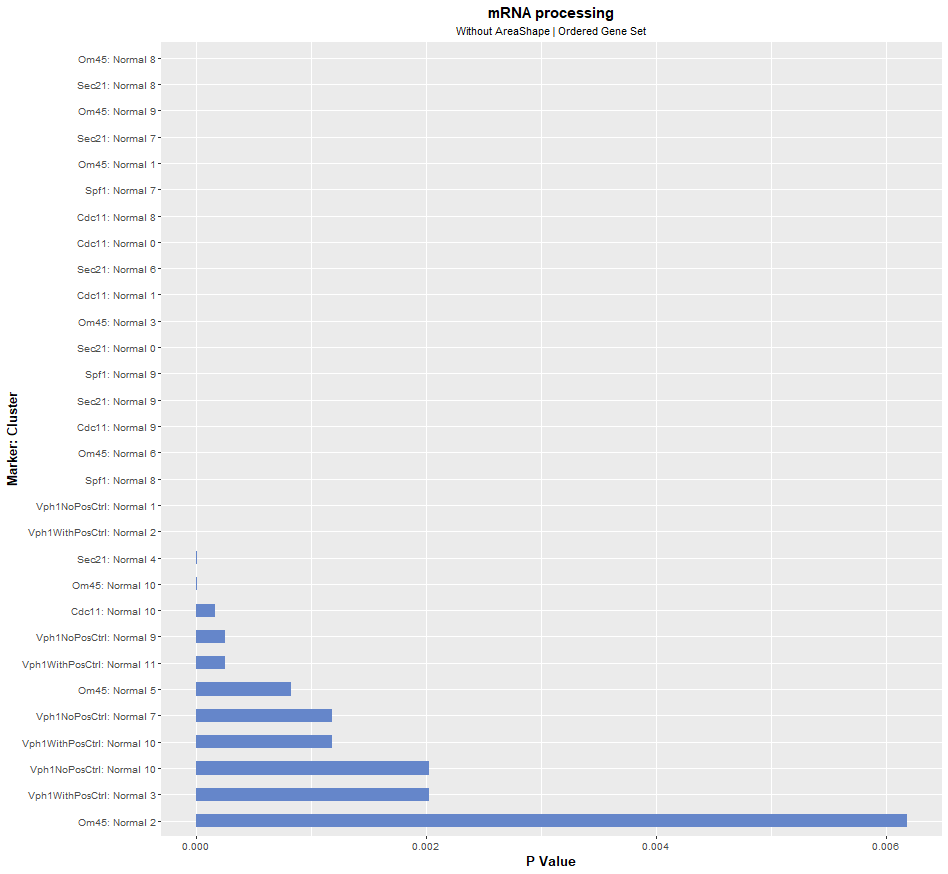 mRNA processing
Without AreaShape | Ordered Gene Set
Marker: Cluster
Om45: Normal 8
Sec21: Normal 8
Om45: Normal 9
Sec21: Normal 7
Om45: Normal 1
Spf1: Normal 7
Cdc11: Normal 8
Cdc11: Normal 0
Sec21: Normal 6
Cdc11: Normal 1
Om45: Normal 3
Sec21: Normal 0
Spf1: Normal 9
Sec21: Normal 9
Cdc11: Normal 9
Om45: Normal 6
Spf1: Normal 8
Vph1NoPosCtrl: Normal 1
Vph1WithPosCtrl: Normal 2
Sec21: Normal 4
Om45: Normal 10
Cdc11: Normal 10
Vph1NoPosCtrl: Normal 9
Vph1WithPosCtrl: Normal 11
Om45: Normal 5
Vph1NoPosCtrl: Normal 7
Vph1WithPosCtrl: Normal 10
Vph1NoPosCtrl: Normal 10
Vph1WithPosCtrl: Normal 3
Om45: Normal 2
0.000 0.002 0.004 0.006
P Value